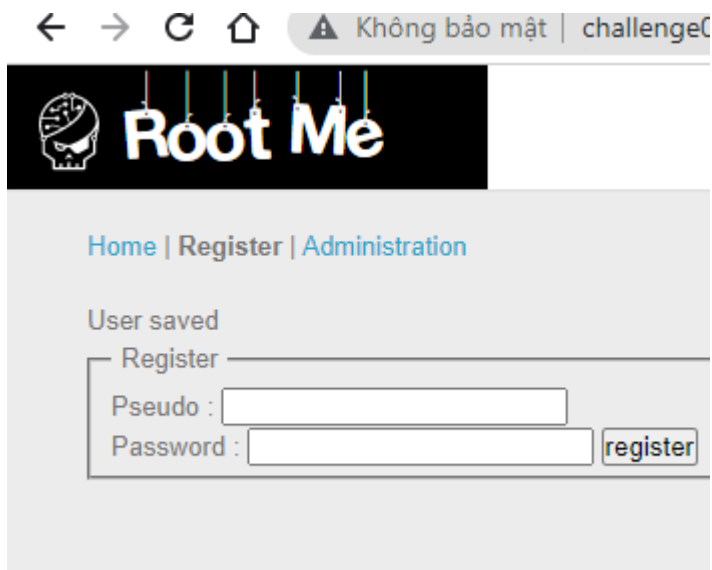 Không bảo mật | challenge0
Root Me
Home | Register | Administration
User saved
Register
Pseudo :
Password : register